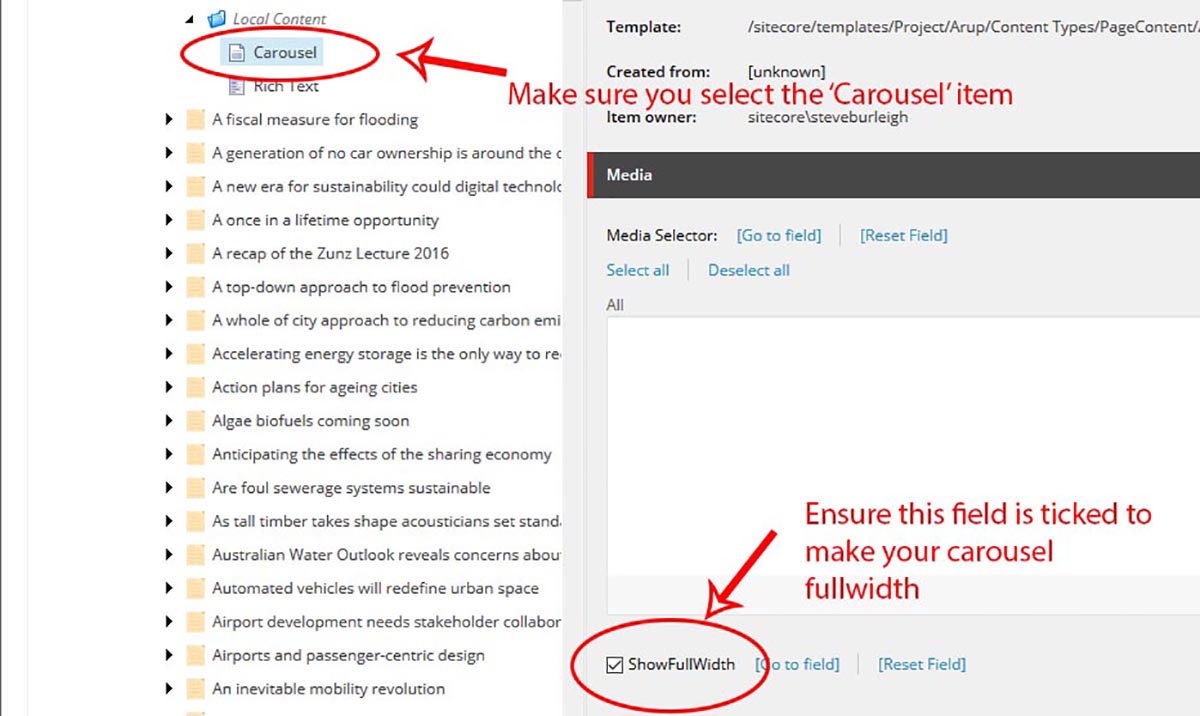 Local Content
Carousel
Rich Text
A fiscal measure for flooding
A generation of no car ownership is around the
A new era for sustainability could digital
A once in a lifetime opportunity
A recap of the Zunz Lecture 2016
A top-down approach to flood prevention
A whole of city approach to reducing carbon
Accelerating energy storage is the only way to
Action plans for ageing cities
Algae biofuels coming soon
Anticipating the effects of the sharing economy
Are foul sewerage systems sustainable
As tall timber takes shape acousticians set
Australian Water Outlook reveals concerns
Automated vehicles will redefine urban space
Airport development needs stakeholder
Airports and passenger-centric design
An inevitable mobility revolution
Template: /sitecore/templates/Project/Arup/Content Types/PageContent/
Created from: [unknown]
Make sure you select the ‘Carousel’ item
Item owner: sitecore\steveburleigh
Media
Media Selector: [Go to field] [Reset Field]
Select all Deselect all
All
Ensure this field is ticked to
make your carousel
fullwidth
ShowFullWidth [Go to field] [Reset Field]